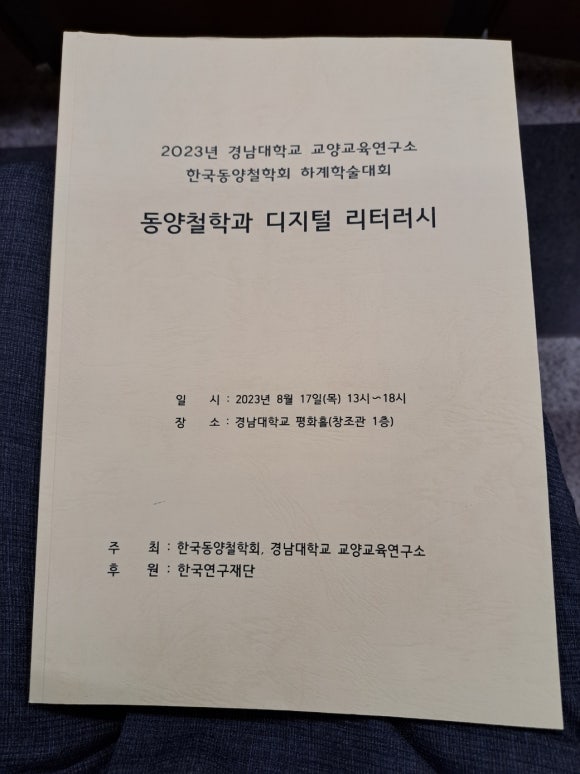 2023년 경남대학교 교양교육연구소
한국동양철학회 하계학술대회
동양철학과 디지털 리터러시
일 시 : 2023년 8월 17일(목) 13시~18시
장 소 : 경남대학교 평화홀(창조관 1층)
주 최 : 한국동양철학회, 경남대학교 교양교육연구소
후 원 : 한국연구재단